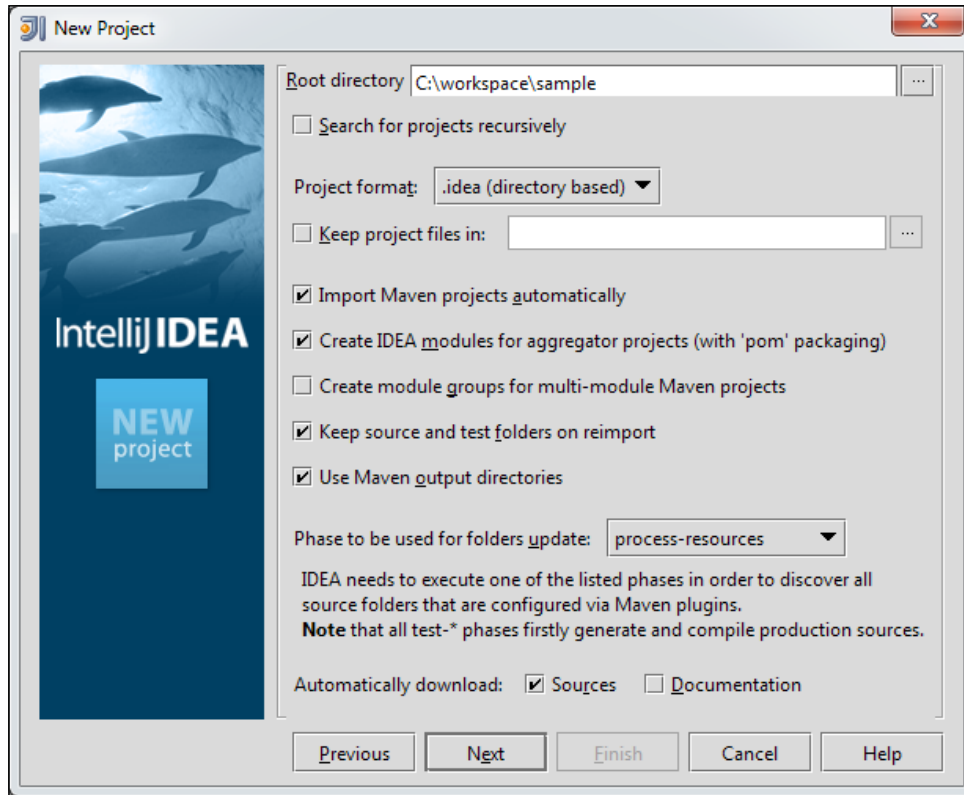 New Project
Root directory C:\workspace\sample ...
Search for projects recursively
Project format: .idea (directory based)
Keep project files in: ...
Import Maven projects automatically
IntelliJ IDEA
Create IDEA modules for aggregator projects (with 'pom' packaging)
Create module groups for multi-module Maven projects
NEW
project
Keep source and test folders on reimport
Use Maven output directories
Phase to be used for folders update: process-resources
IDEA needs to execute one of the listed phases in order to discover all
source folders that are configured via Maven plugins.
Note that all test-* phases firstly generate and compile production sources.
Automatically download: Sources Documentation
Previous Next Finish Cancel Help